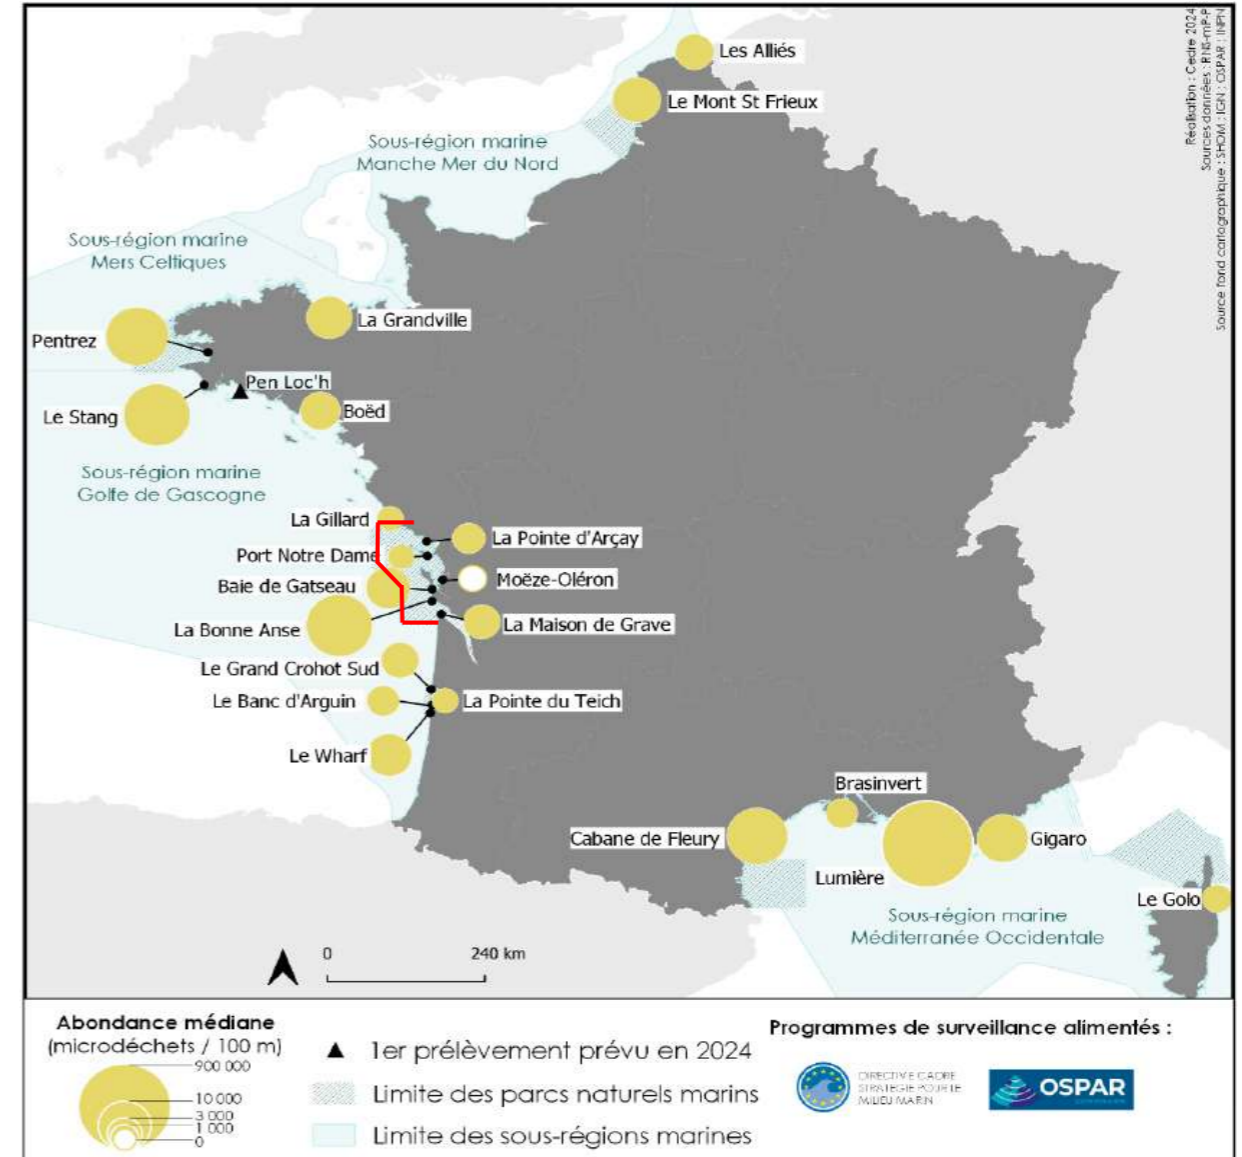 Réalisation : Cedre 2024
Sources données : RNS-mP-P
Source fond cartographique : SHOM ; IGN ; OSPAR ; INPN
Les Alliés
Le Mont St Frieux
Sous-région marine
Manche Mer du Nord
Sous-région marine
Mers Celtiques
La Grandville
Pentrez
Pen Loc'h
Le Stang
Boëd
Sous-région marine
Golfe de Gascogne
La Gillard
La Pointe d'Arçay
Port Notre Dame
Moëze-Oléron
Baie de Gatseau
La Maison de Grave
La Bonne Anse
Le Grand Crohot Sud
Le Banc d'Arguin
La Pointe du Teich
Le Wharf
Brasinvert
Cabane de Fleury
Gigaro
Lumière
Le Golo
Sous-région marine
Méditerranée Occidentale
0 240 km
Abondance médiane
(microdéchets / 100 m)
900 000
10 000
3 000
1 000
0
1er prélèvement prévu en 2024
Limite des parcs naturels marins
Limite des sous-régions marines
Programmes de surveillance alimentés :
DIRECTIVE CADRE
STRATÉGIE POUR LE
MILIEU MARIN
OSPAR